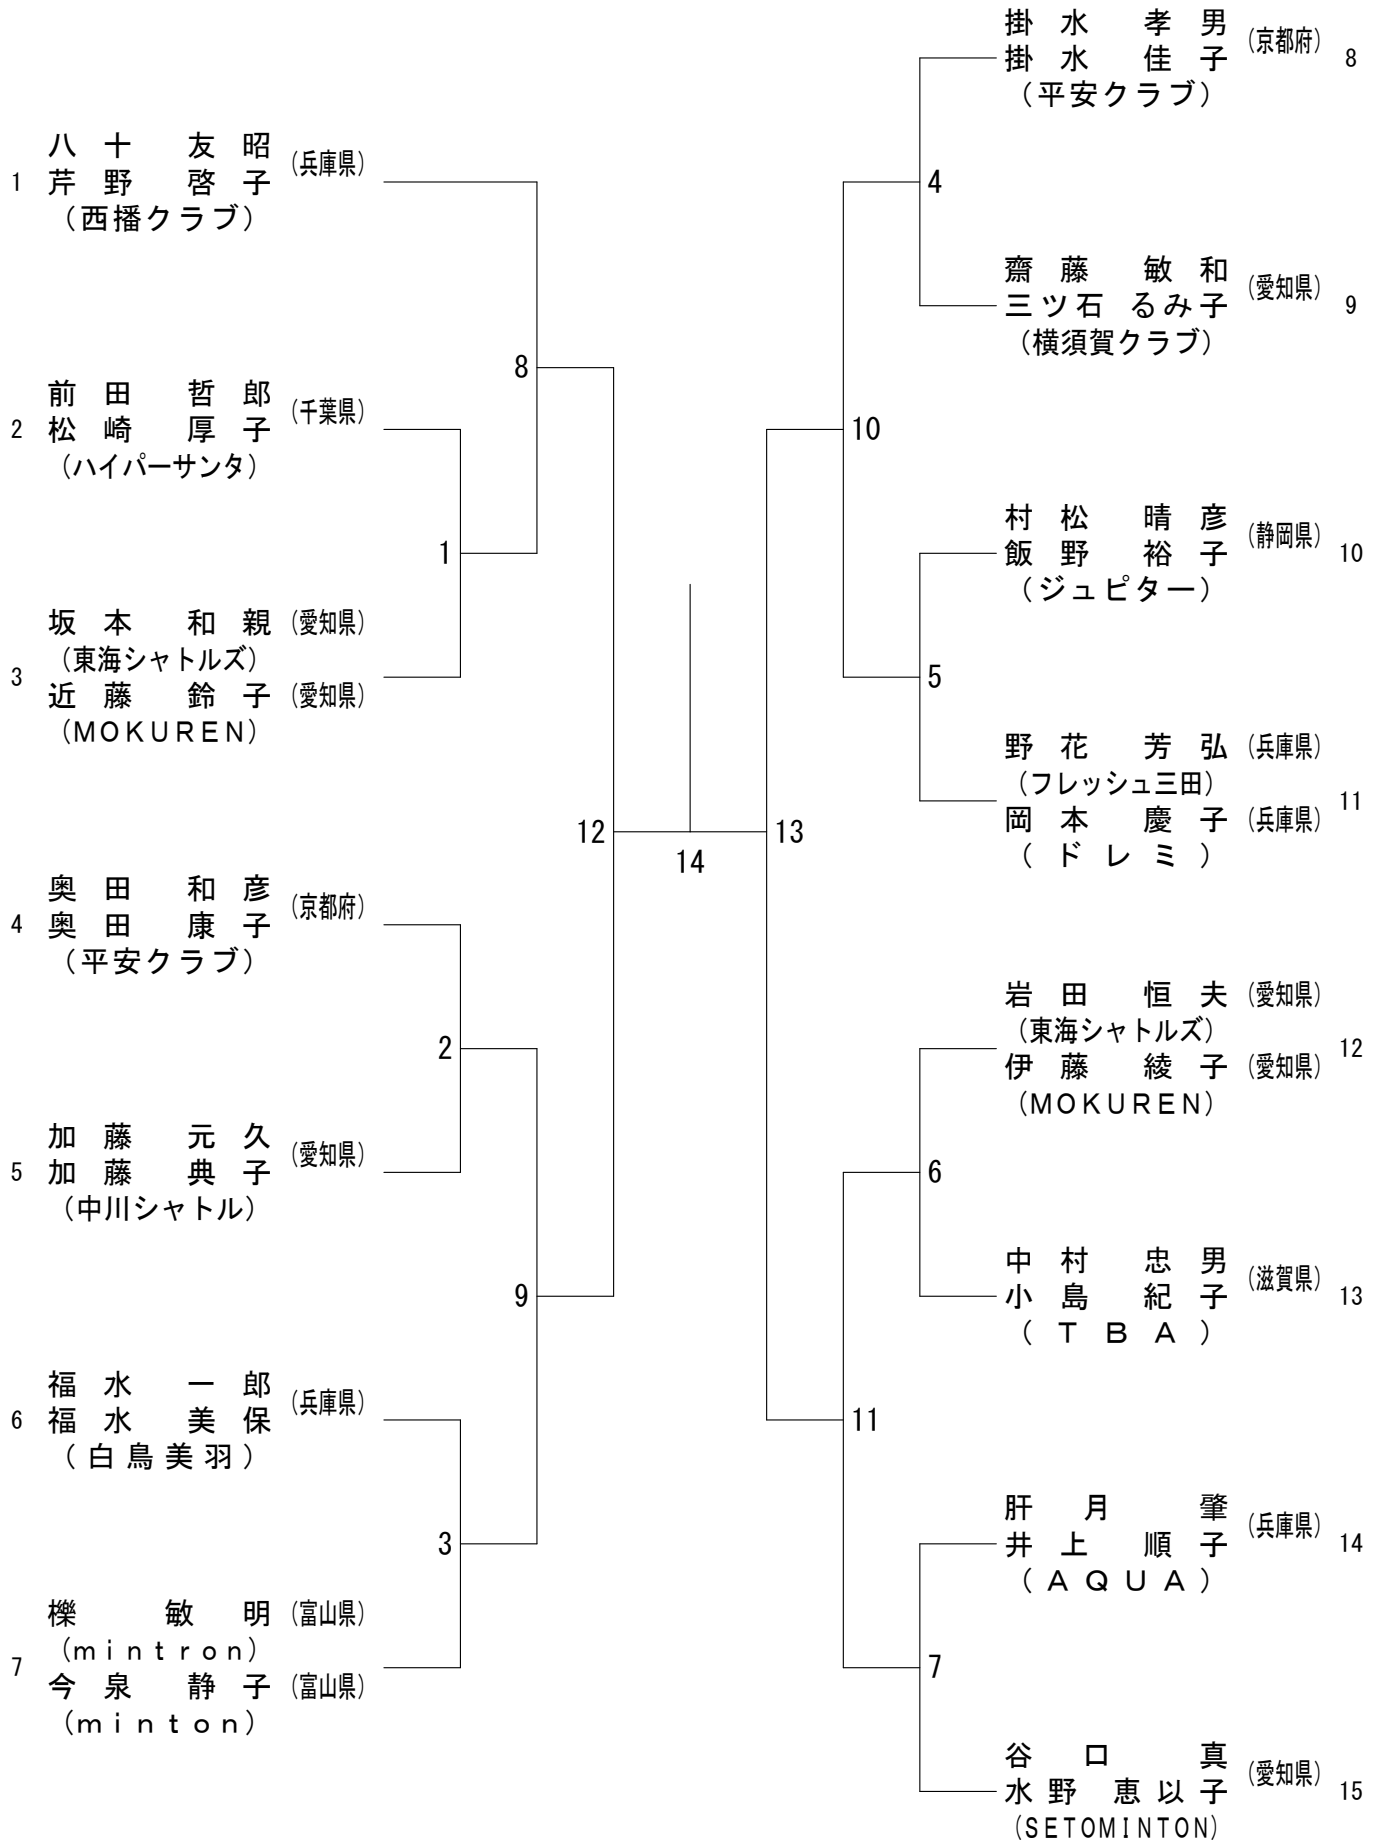 八十 友昭 (兵庫県)
1 芹野 啓子
(西播クラブ)
前田 哲郎 (千葉県)
2 松崎 厚子
(ハイパーサンタ)
坂本 和親 (愛知県)
(東海シャトルズ)
3 近藤 鈴子 (愛知県)
(MOKUREN)
奥田 和彦 (京都府)
4 奥田 康子
(平安クラブ)
加藤 元久 (愛知県)
5 加藤 典子
(中川シャトル)
福水 一郎 (兵庫県)
6 福水 美保
(白鳥美羽)
櫟 敏明 (富山県)
(mintron)
7 今泉 静子 (富山県)
(minton)
1
2
3
8
9
12
14
13
10
11
4
5
6
7
掛水 孝男 (京都府)
掛水 佳子 8
(平安クラブ)
齋藤 敏和 (愛知県)
三ツ石 るみ子 9
(横須賀クラブ)
村松 晴彦 (静岡県)
飯野 裕子 10
(ジュピター)
野花 芳弘 (兵庫県)
(フレッシュ三田) 11
岡本 慶子 (兵庫県)
(ドレミ)
岩田 恒夫 (愛知県)
(東海シャトルズ) 12
伊藤 綾子 (愛知県)
(MOKUREN)
中村 忠男 (滋賀県)
小島 紀子 13
(TBA)
肝月 肇 (兵庫県)
井上 順子 14
(AQUA)
谷口 真 (愛知県)
水野 恵以子 15
(SETOMINTON)